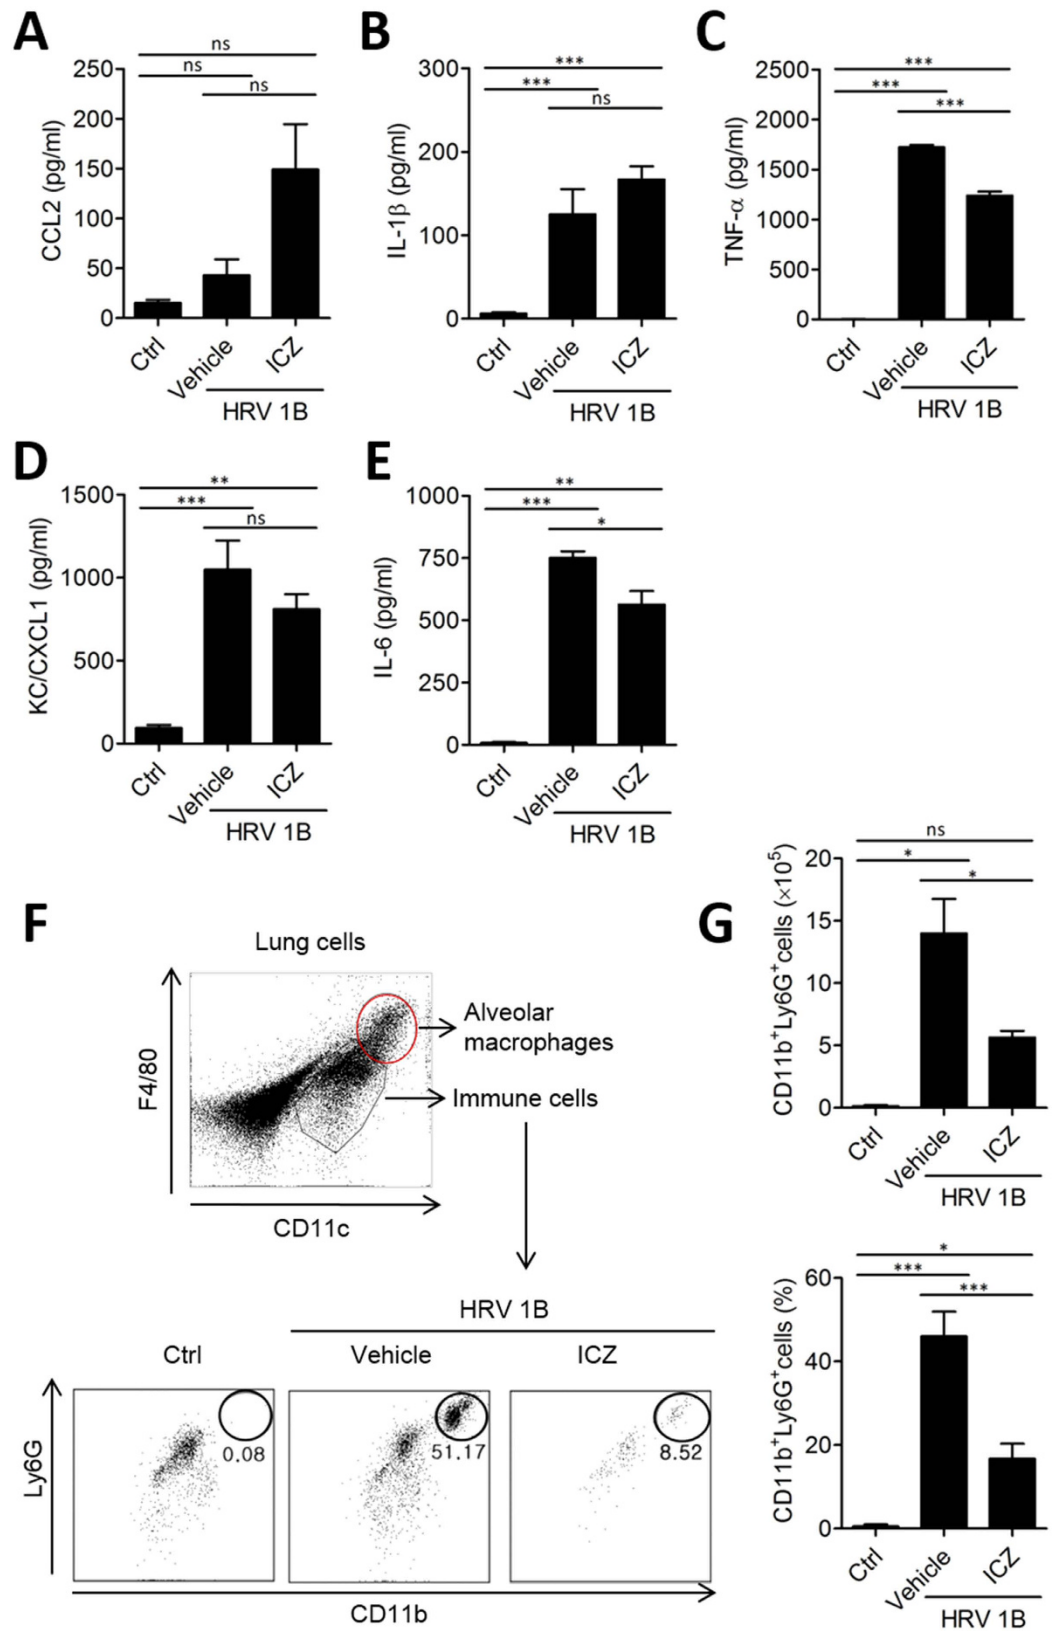 A
ns
ns
ns
CCL2 (pg/ml)
250
200
150
100
50
0
Ctrl
Vehicle
ICZ
HRV 1B
B
***
***
ns
IL-1β (pg/ml)
300
200
100
0
Ctrl
Vehicle
ICZ
HRV 1B
C
***
***
***
TNF-α (pg/ml)
2500
2000
1500
1000
500
0
Ctrl
Vehicle
ICZ
HRV 1B
D
**
***
ns
KC/CXCL1 (pg/ml)
1500
1000
500
0
Ctrl
Vehicle
ICZ
HRV 1B
E
**
***
*
IL-6 (pg/ml)
1000
750
500
250
0
Ctrl
Vehicle
ICZ
HRV 1B
F
Lung cells
F4/80
CD11c
Alveolar
macrophages
Immune cells
HRV 1B
Ctrl
Vehicle
ICZ
Ly6G
0.08
51.17
8.52
CD11b
G
ns
*
*
CD11b⁺Ly6G⁺cells (×10⁵)
20
15
10
5
0
Ctrl
Vehicle
ICZ
HRV 1B
*
***
***
CD11b⁺Ly6G⁺cells (%)
60
40
20
0
Ctrl
Vehicle
ICZ
HRV 1B